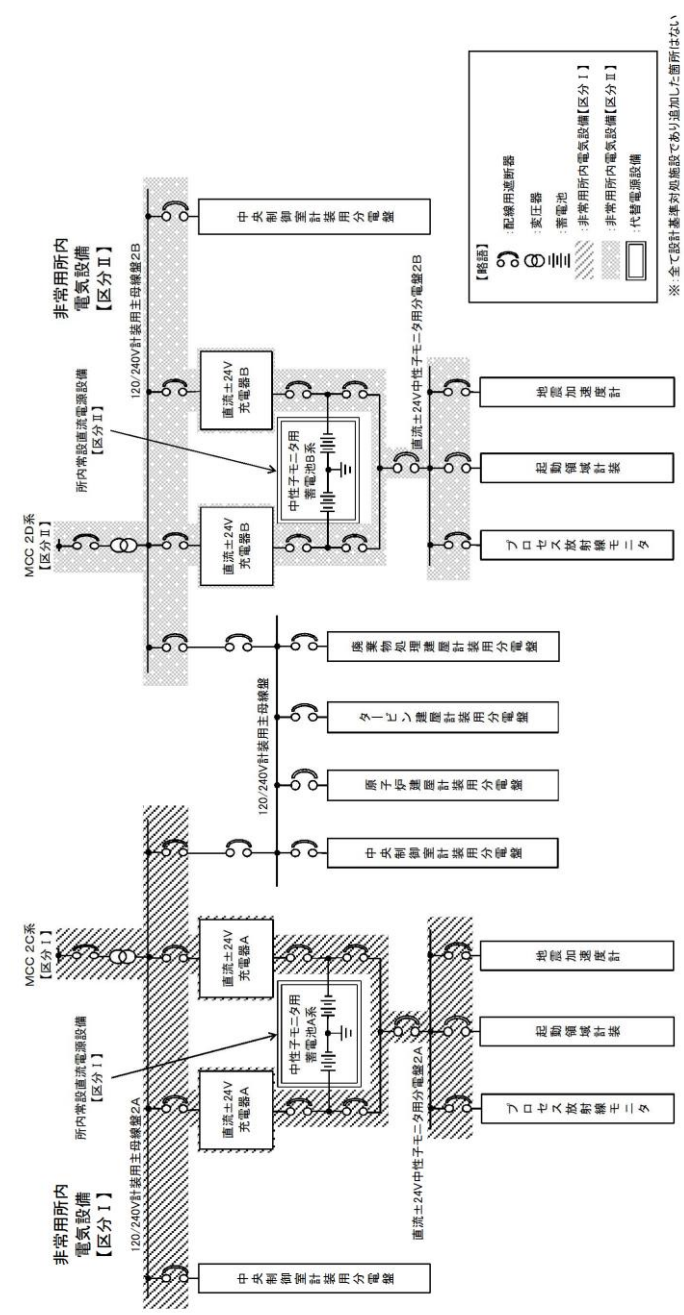 非常用所内
電気設備
【区分Ⅰ】
所内常設直流電源設備
【区分Ⅰ】
MCC 2C系
【区分Ⅰ】
120/240V計装用主母線盤2A
中央制御室計装用分電盤
直流±24V
充電器A
中性子モニタ用
蓄電池A系
直流±24V
充電器A
直流±24V中性子モニタ用分電盤2A
プロセス放射線モニタ
起動領域計装
地震加速度計
120/240V計装用主母線盤
中央制御室計装用分電盤
原子炉建屋計装用分電盤
タービン建屋計装用分電盤
廃棄物処理建屋計装用分電盤
MCC 2D系
【区分Ⅱ】
所内常設直流電源設備
【区分Ⅱ】
非常用所内
電気設備
【区分Ⅱ】
120/240V計装用主母線盤2B
直流±24V
充電器B
中性子モニタ用
蓄電池B系
直流±24V
充電器B
中央制御室計装用分電盤
直流±24V中性子モニタ用分電盤2B
プロセス放射線モニタ
起動領域計装
地震加速度計
【略語】
:配線用遮断器
:変圧器
:蓄電池
:非常用所内電気設備【区分Ⅰ】
:非常用所内電気設備【区分Ⅱ】
:代替電源設備
※:全て設計基準対処施設であり追加した箇所はない